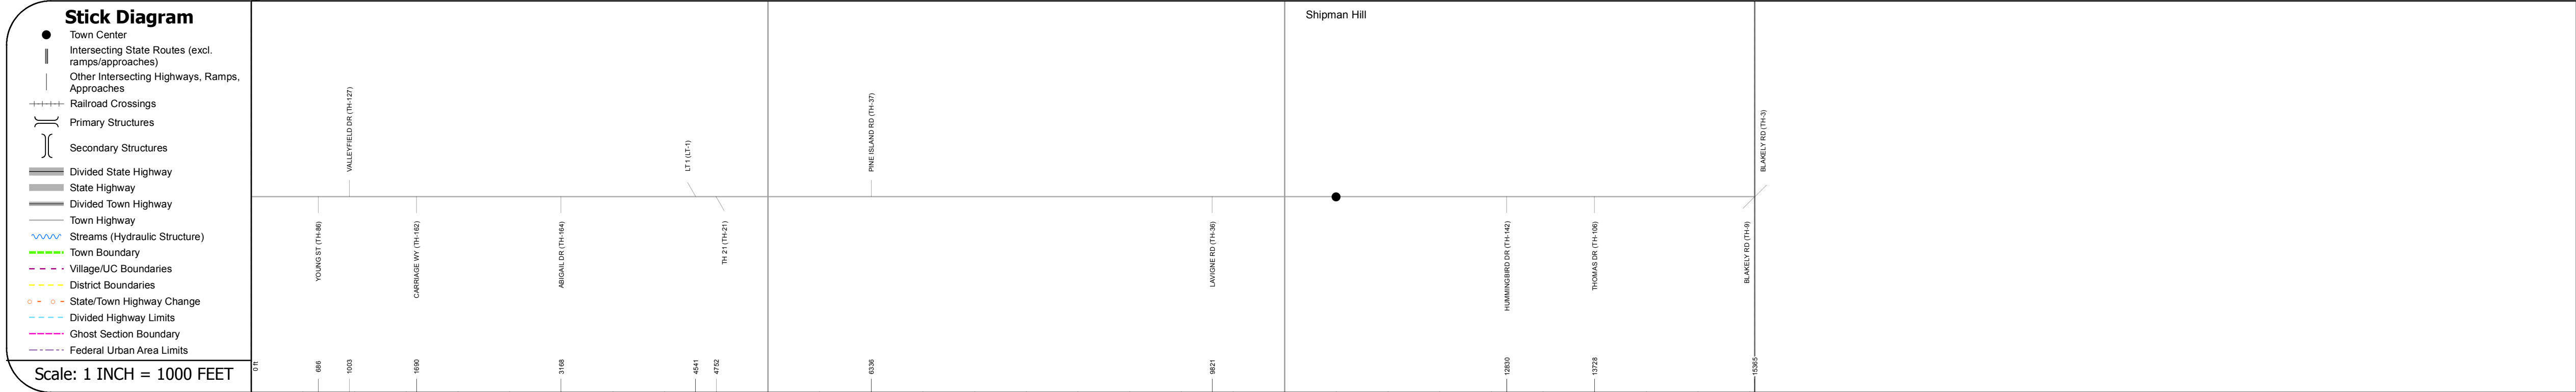 Stick Diagram
Town Center
Intersecting State Routes (excl.
ramps/approaches)
Other Intersecting Highways, Ramps,
Approaches
Railroad Crossings
Primary Structures
Secondary Structures
Divided State Highway
State Highway
Divided Town Highway
Town Highway
Streams (Hydraulic Structure)
Town Boundary
Village/UC Boundaries
District Boundaries
State/Town Highway Change
Divided Highway Limits
Ghost Section Boundary
Federal Urban Area Limits
Scale: 1 INCH = 1000 FEET
Shipman Hill
VALLEYFIELD DR (TH-127)
LT 1 (LT-1)
PINE ISLAND RD (TH-37)
BLAKELY RD (TH-3)
YOUNG ST (TH-86)
CARRIAGE WY (TH-162)
ABIGAIL DR (TH-164)
TH 21 (TH-21)
LAVIGNE RD (TH-36)
HUMMINGBIRD DR (TH-142)
THOMAS DR (TH-106)
BLAKELY RD (TH-9)
0 ft
686
1003
1690
3168
4541
4752
6336
9821
12830
13728
15365